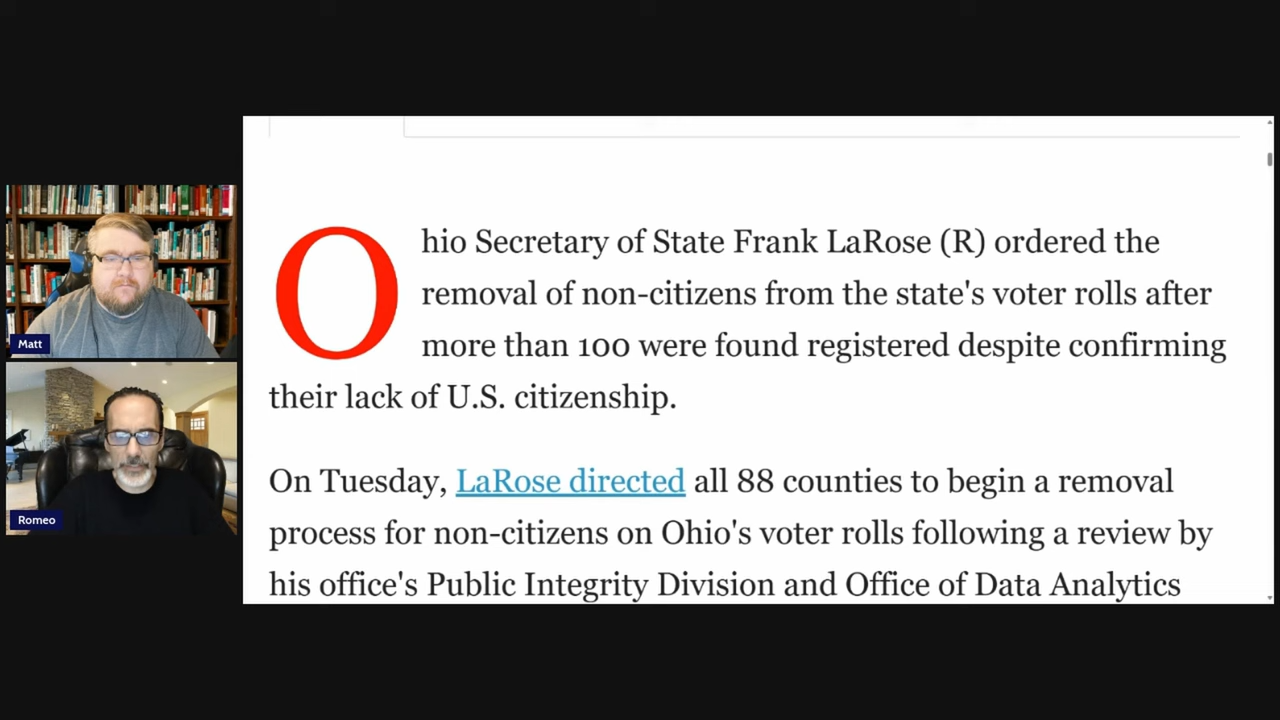 Matt
Romeo
Ohio Secretary of State Frank LaRose (R) ordered the
removal of non-citizens from the state's voter rolls after
more than 100 were found registered despite confirming
their lack of U.S. citizenship.
On Tuesday, LaRose directed all 88 counties to begin a removal
process for non-citizens on Ohio's voter rolls following a review by
his office's Public Integrity Division and Office of Data Analytics